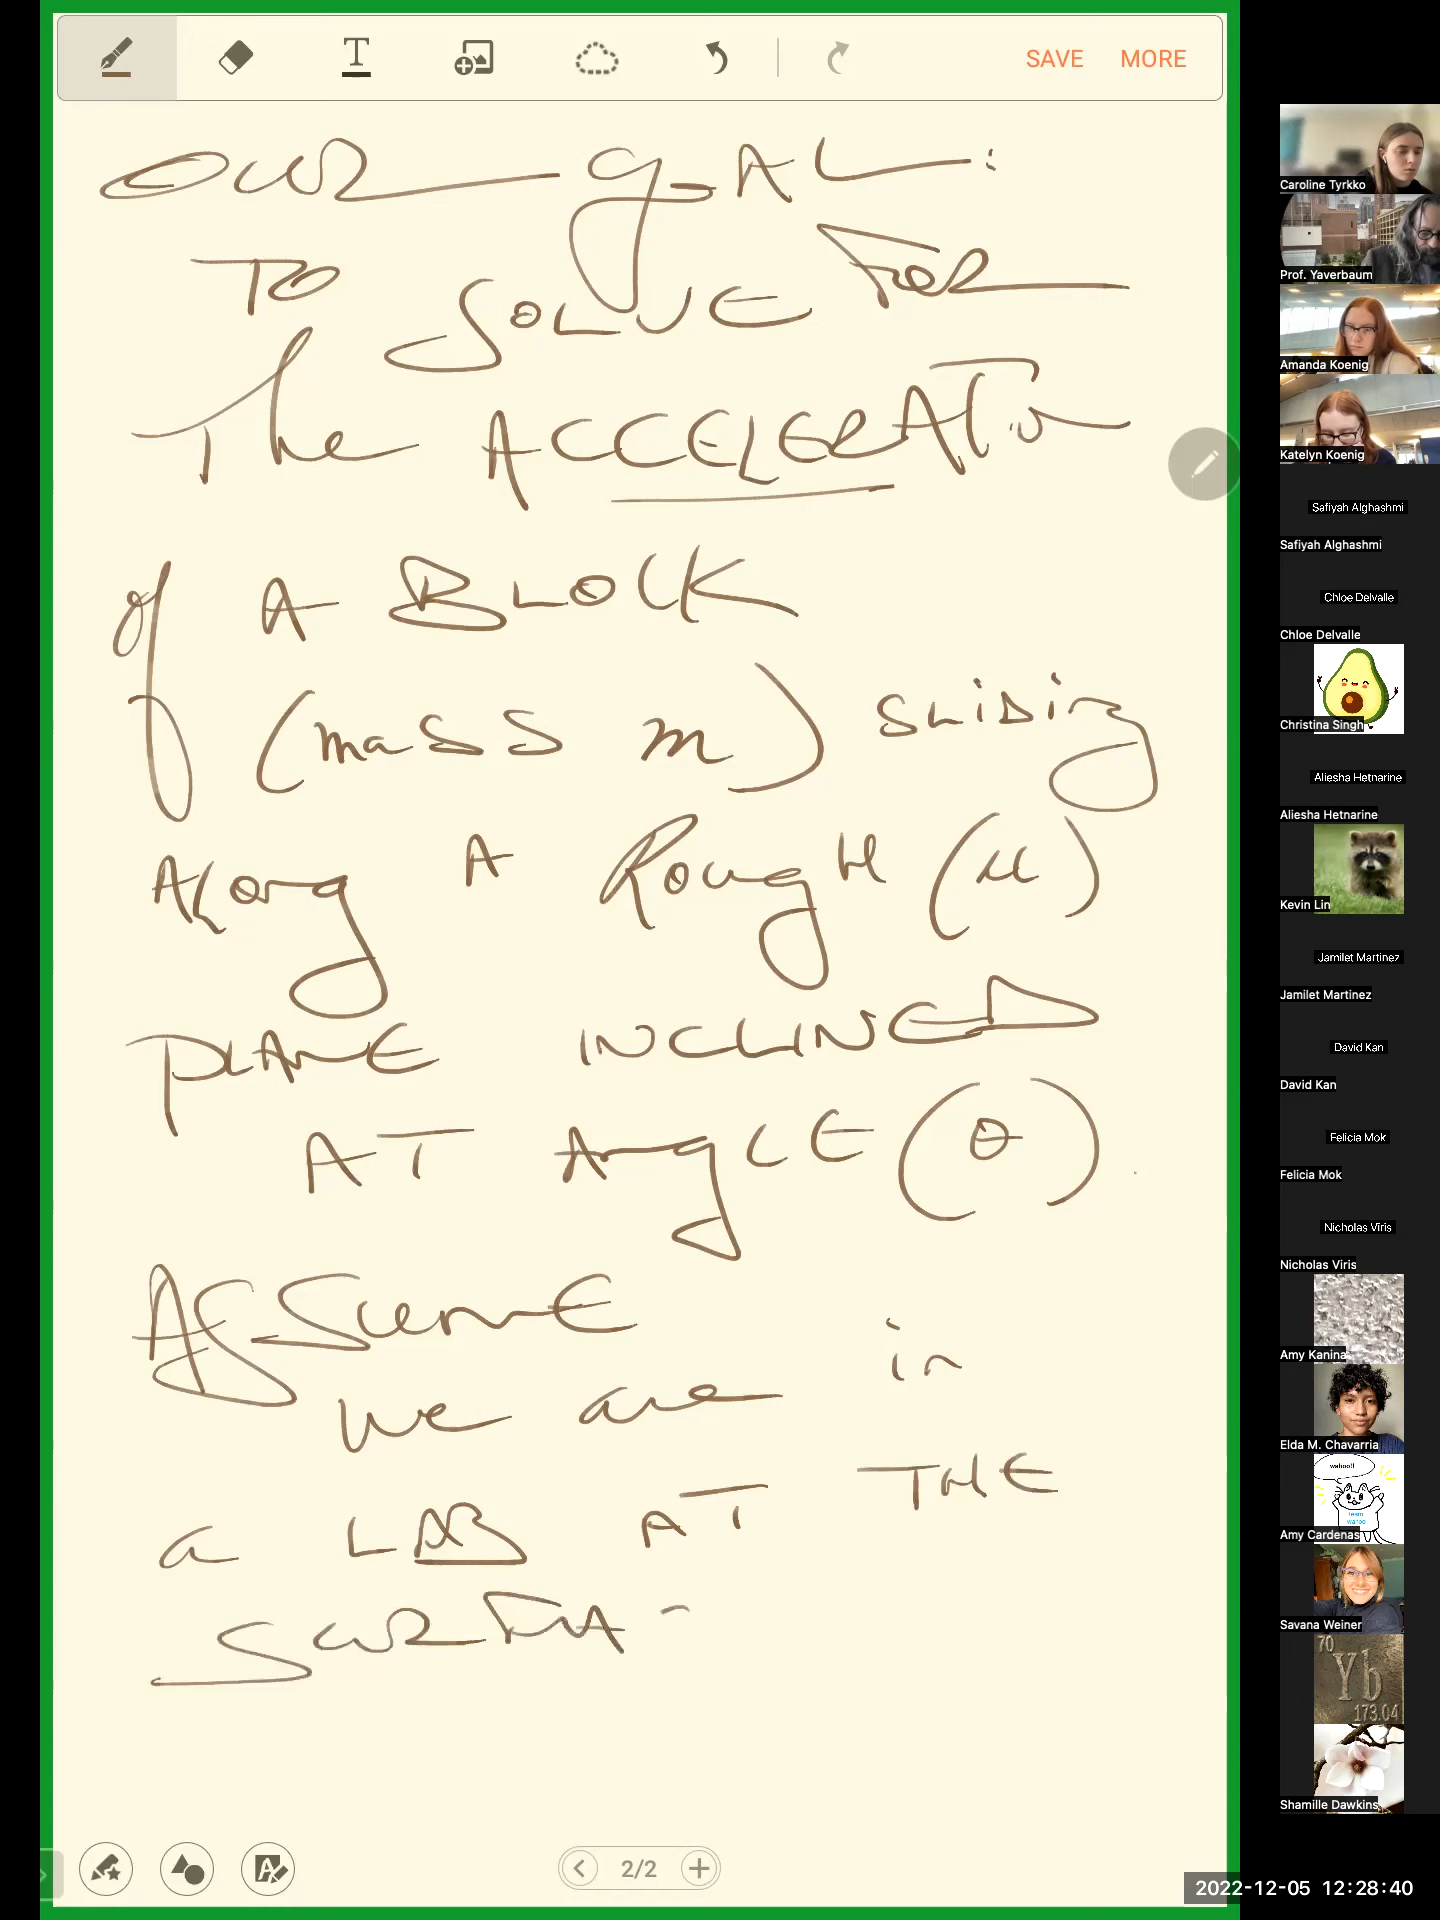 SAVE MORE
our gOAL:
TO SOLVE FOR
The ACCELERATION
of A BLOCK
(mass m) SLIDING
ALONG A ROUGH (μ)
PLANE INCLINED
AT ANGLE (θ).
ASSUME
we are in
a LAB AT THE
SURFA
2/2
Caroline Tyrkko
Prof. Yaverbaum
Amanda Koenig
Katelyn Koenig
Safiyah Alghashmi
Safiyah Alghashmi
Chloe Delvalle
Chloe Delvalle
Christina Singh
Aliesha Hetnarine
Aliesha Hetnarine
Kevin Lin
Jamilet Martinez
Jamilet Martinez
David Kan
David Kan
Felicia Mok
Felicia Mok
Nicholas Viris
Nicholas Viris
Amy Kanina
Elda M. Chavarria
wahoo!!
team
wahoo
Amy Cardenas
Savana Weiner
70
Yb
173.04
Shamille Dawkins
2022-12-05 12:28:40